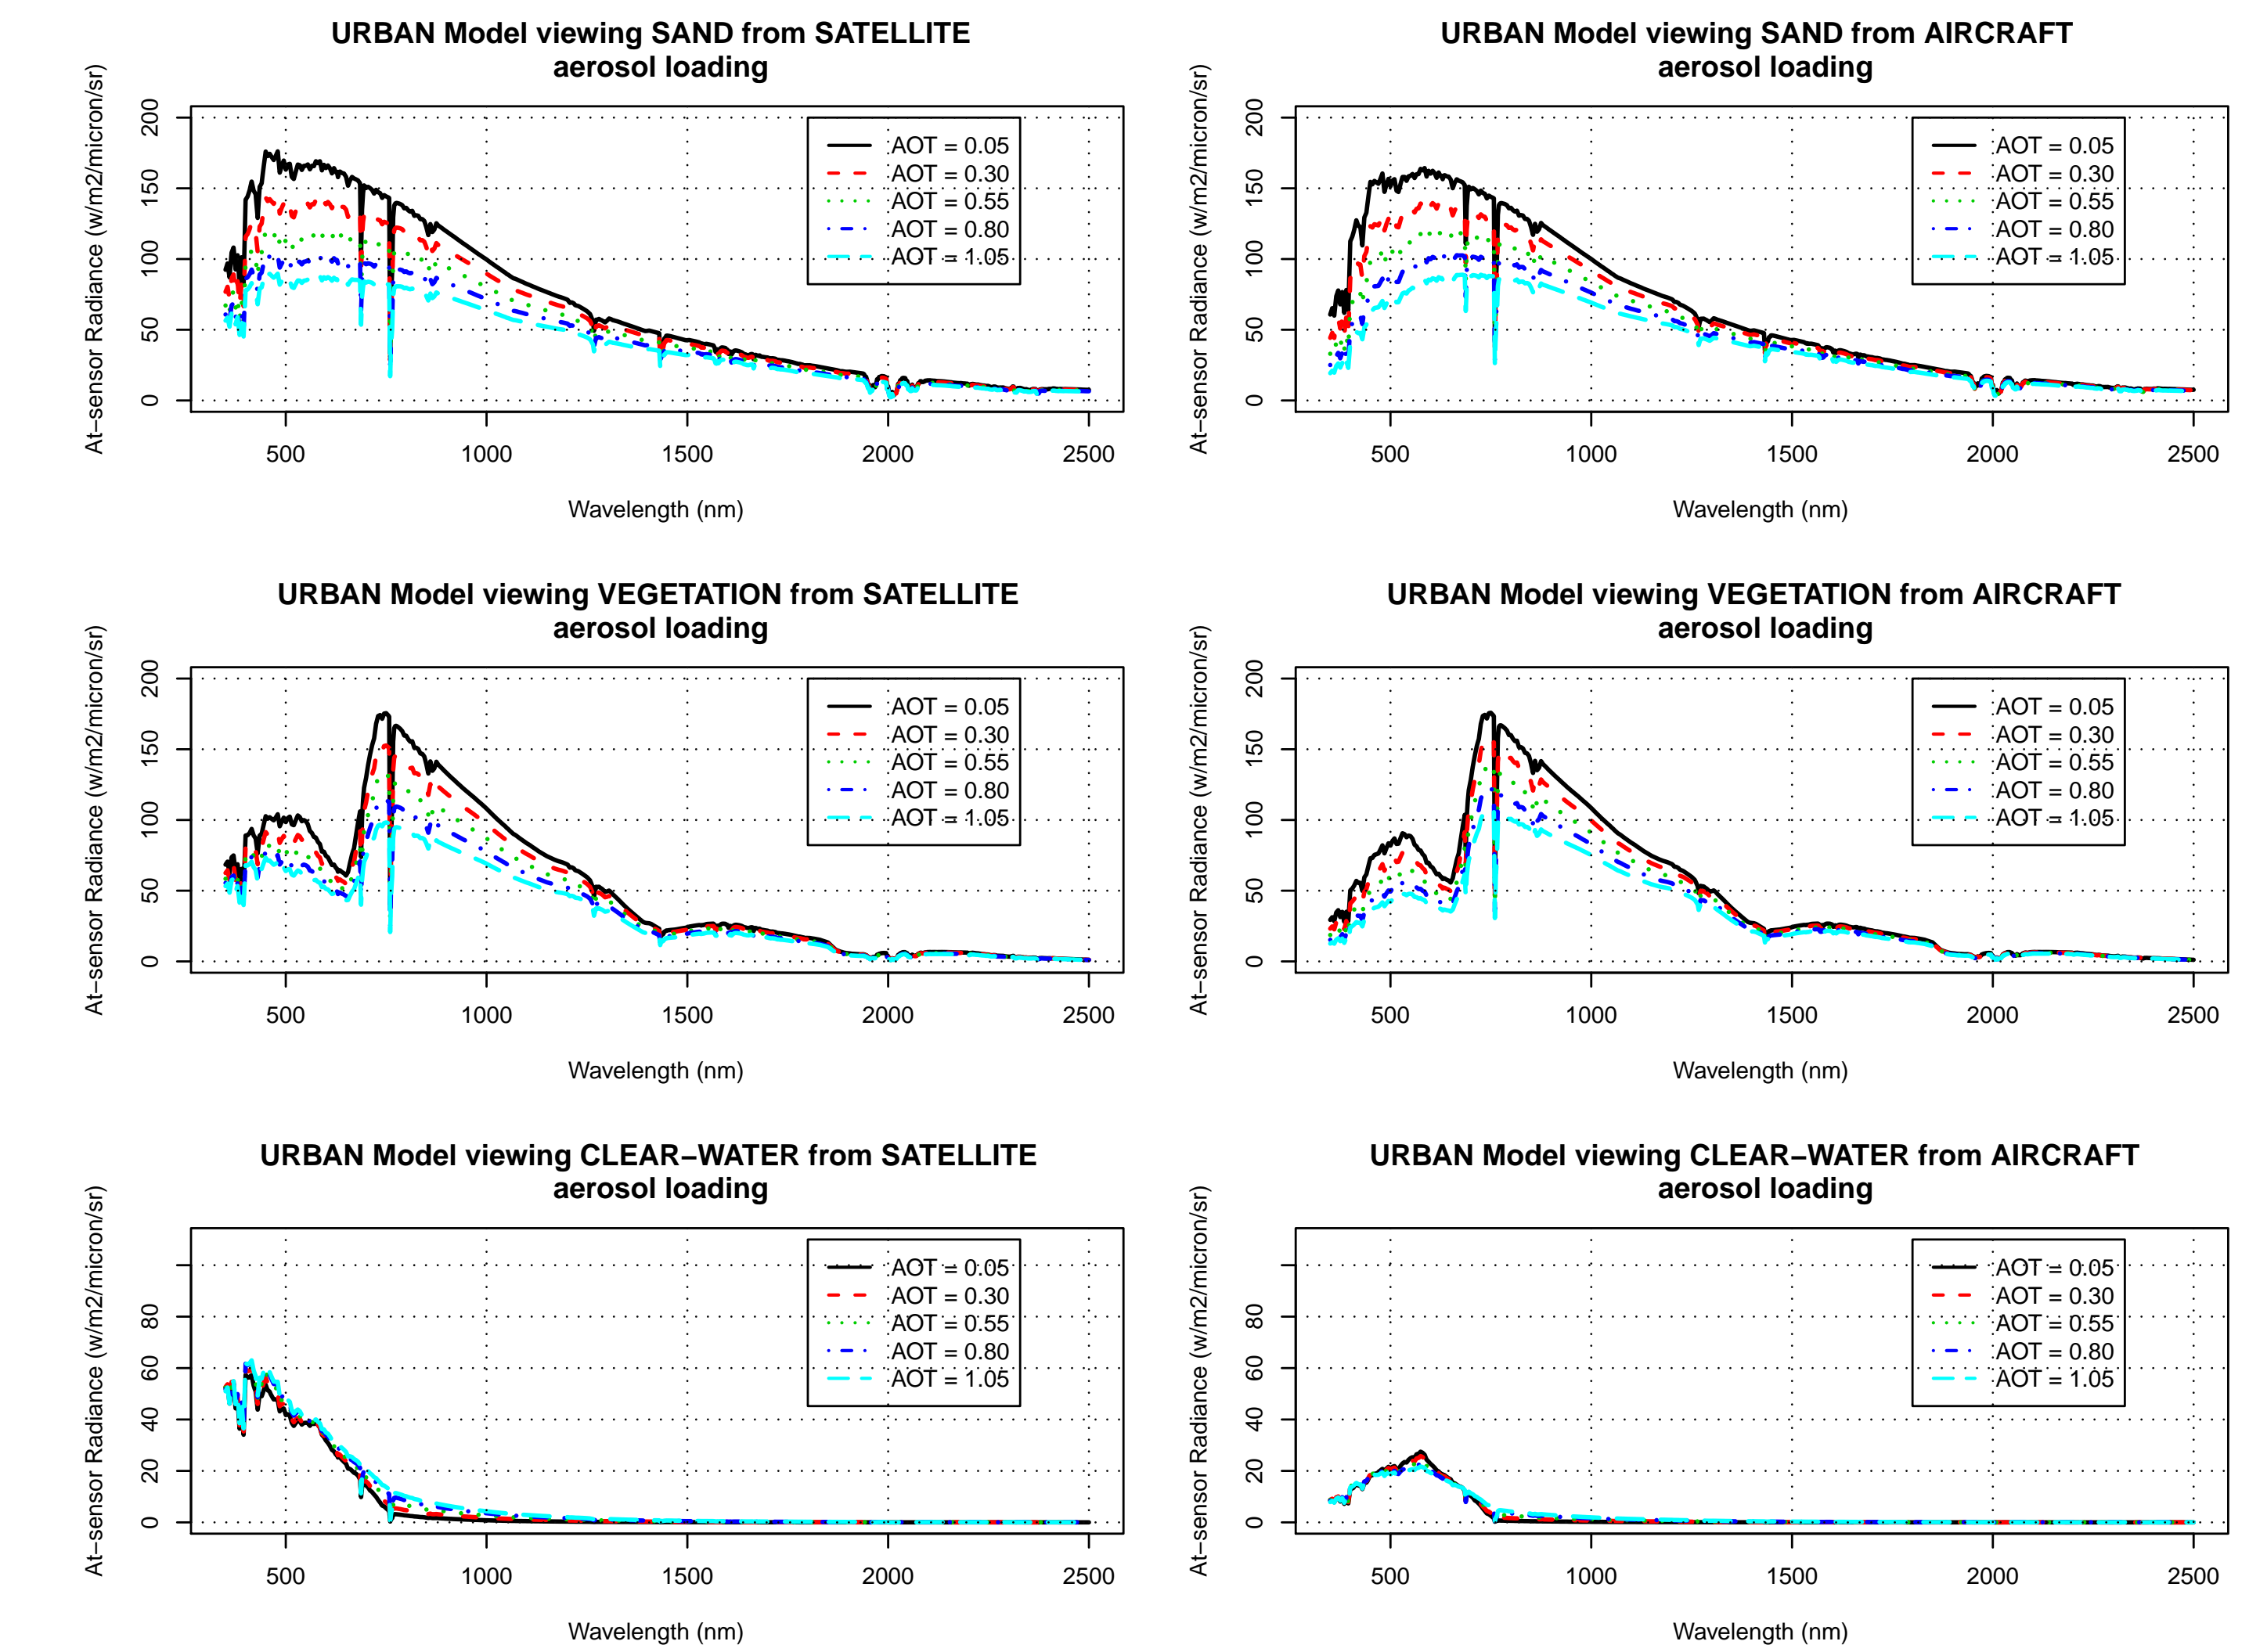 URBAN Model viewing SAND from SATELLITE
aerosol loading
At−sensor Radiance (w/m2/micron/sr)
200
150
100
50
0
AOT = 0.05
AOT = 0.30
AOT = 0.55
AOT = 0.80
AOT = 1.05
500 1000 1500 2000 2500
Wavelength (nm)
URBAN Model viewing SAND from AIRCRAFT
aerosol loading
At−sensor Radiance (w/m2/micron/sr)
200
150
100
50
0
AOT = 0.05
AOT = 0.30
AOT = 0.55
AOT = 0.80
AOT = 1.05
500 1000 1500 2000 2500
Wavelength (nm)
URBAN Model viewing VEGETATION from SATELLITE
aerosol loading
At−sensor Radiance (w/m2/micron/sr)
200
150
100
50
0
AOT = 0.05
AOT = 0.30
AOT = 0.55
AOT = 0.80
AOT = 1.05
500 1000 1500 2000 2500
Wavelength (nm)
URBAN Model viewing VEGETATION from AIRCRAFT
aerosol loading
At−sensor Radiance (w/m2/micron/sr)
200
150
100
50
0
AOT = 0.05
AOT = 0.30
AOT = 0.55
AOT = 0.80
AOT = 1.05
500 1000 1500 2000 2500
Wavelength (nm)
URBAN Model viewing CLEAR−WATER from SATELLITE
aerosol loading
At−sensor Radiance (w/m2/micron/sr)
80
60
40
20
0
AOT = 0.05
AOT = 0.30
AOT = 0.55
AOT = 0.80
AOT = 1.05
500 1000 1500 2000 2500
Wavelength (nm)
URBAN Model viewing CLEAR−WATER from AIRCRAFT
aerosol loading
At−sensor Radiance (w/m2/micron/sr)
80
60
40
20
0
AOT = 0.05
AOT = 0.30
AOT = 0.55
AOT = 0.80
AOT = 1.05
500 1000 1500 2000 2500
Wavelength (nm)